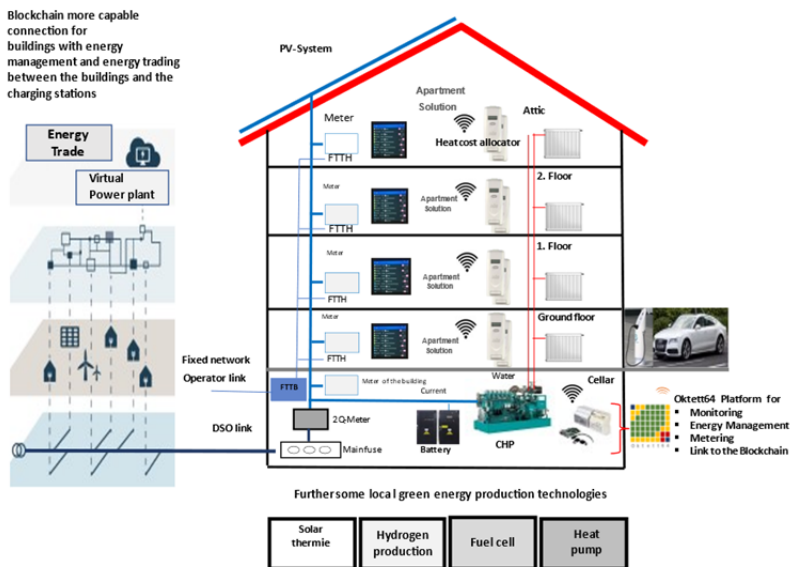 Blockchain more capable
connection for
buildings with energy
management and energy trading
between the buildings and the
charging stations
PV-System
Energy
Trade
Virtual
Power plant
Apartment
Solution
Attic
Meter
Heat cost allocator
FTTH
2. Floor
Meter
Apartment
Solution
FTTH
1. Floor
Meter
Apartment
Solution
FTTH
Ground floor
Meter
Apartment
Solution
FTTH
Fixed network
Operator link
FTTB
Meter of the building
Current
Water
Cellar
2Q-Meter
DSO link
Mainfuse
Battery
CHP
Oktett64 Platform for
▪ Monitoring
▪ Energy Management
▪ Metering
▪ Link to the Blockchain
Further some local green energy production technologies
Solar
thermie
Hydrogen
production
Fuel cell
Heat
pump